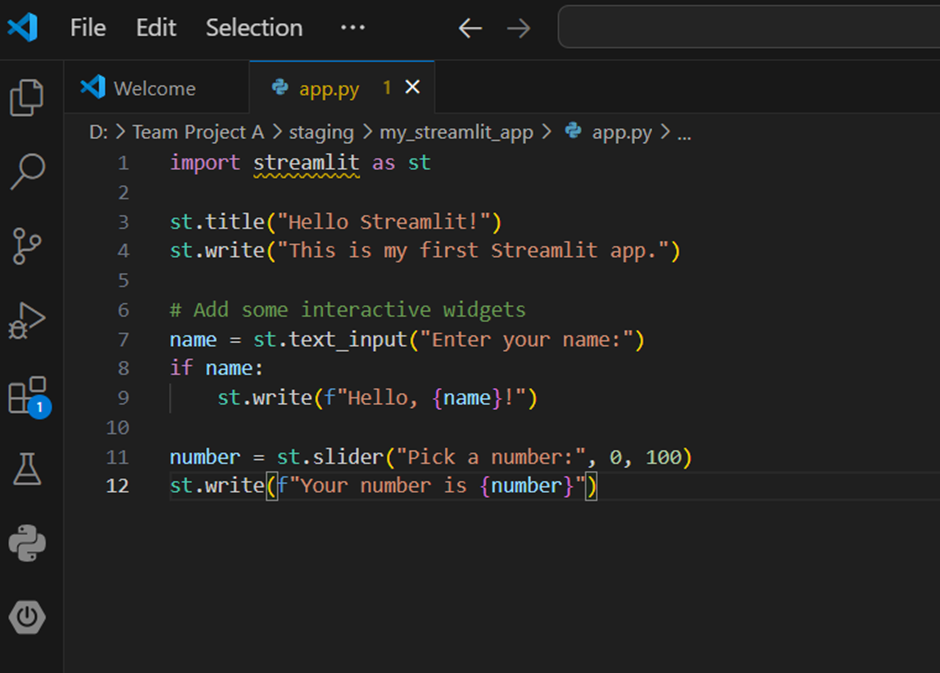 File Edit Selection ...
Welcome app.py 1
D: > Team Project A > staging > my_streamlit_app > app.py > ...
1 import streamlit as st
2
3 st.title("Hello Streamlit!")
4 st.write("This is my first Streamlit app.")
5
6 # Add some interactive widgets
7 name = st.text_input("Enter your name:")
8 if name:
9     st.write(f"Hello, {name}!")
10
11 number = st.slider("Pick a number:", 0, 100)
12 st.write(f"Your number is {number}")
1